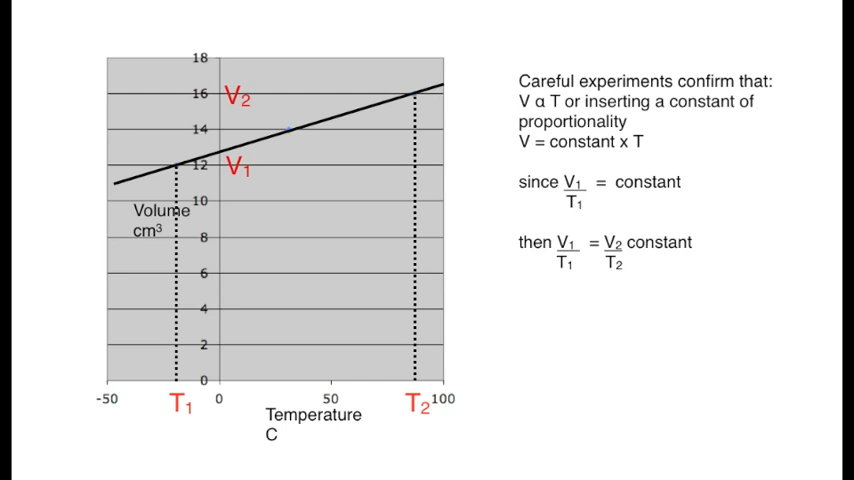 18
16
V2
14
12
V1
10
Volume
cm3
8
6
4
2
0
-50
0
50
100
T1
T2
Temperature
C
Careful experiments confirm that:
V α T or inserting a constant of
proportionality
V = constant x T
since V1 = constant
T1
then V1 = V2 constant
T1 T2